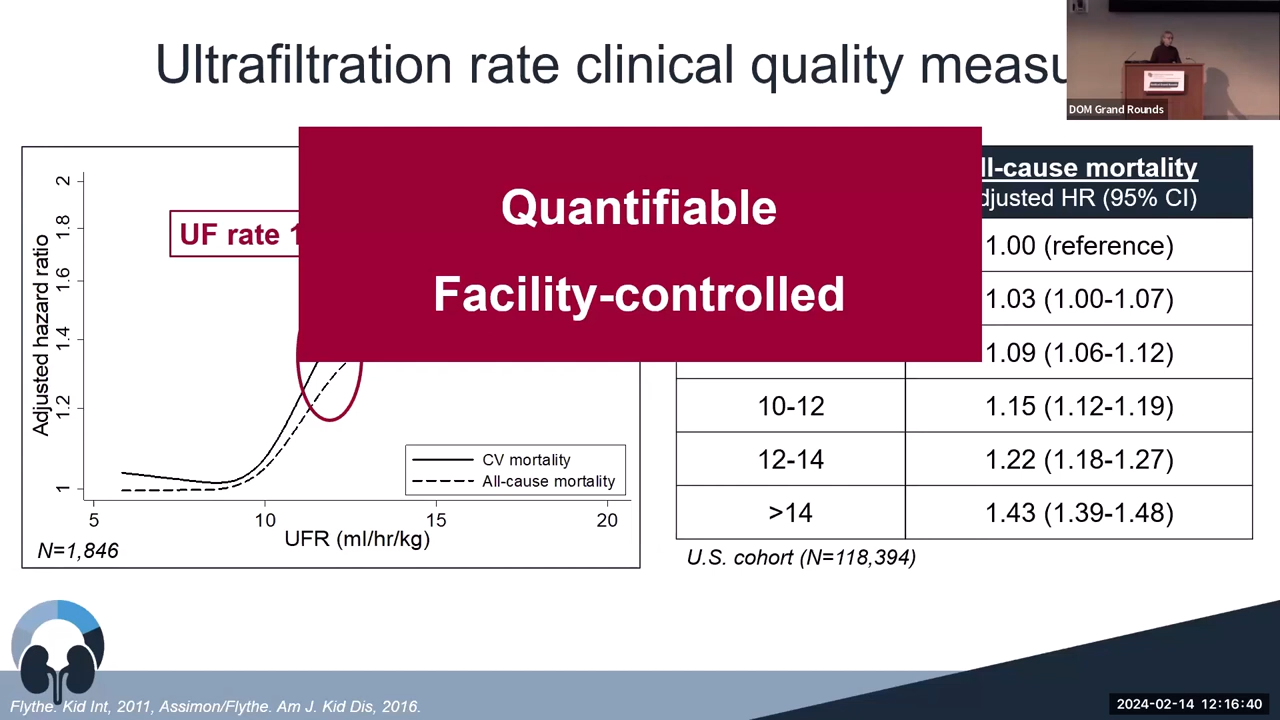 Ultrafiltration rate clinical quality measu
DOM Grand Rounds
Quantifiable
Facility-controlled
UF rate 1
Adjusted hazard ratio
2
1.8
1.6
1.4
1.2
1
5
10
15
20
UFR (ml/hr/kg)
CV mortality
All-cause mortality
N=1,846
ll-cause mortality
djusted HR (95% CI)
1.00 (reference)
1.03 (1.00-1.07)
1.09 (1.06-1.12)
10-12 1.15 (1.12-1.19)
12-14 1.22 (1.18-1.27)
>14 1.43 (1.39-1.48)
U.S. cohort (N=118,394)
Flythe. Kid Int, 2011, Assimon/Flythe. Am J. Kid Dis, 2016.
2024-02-14 12:16:40